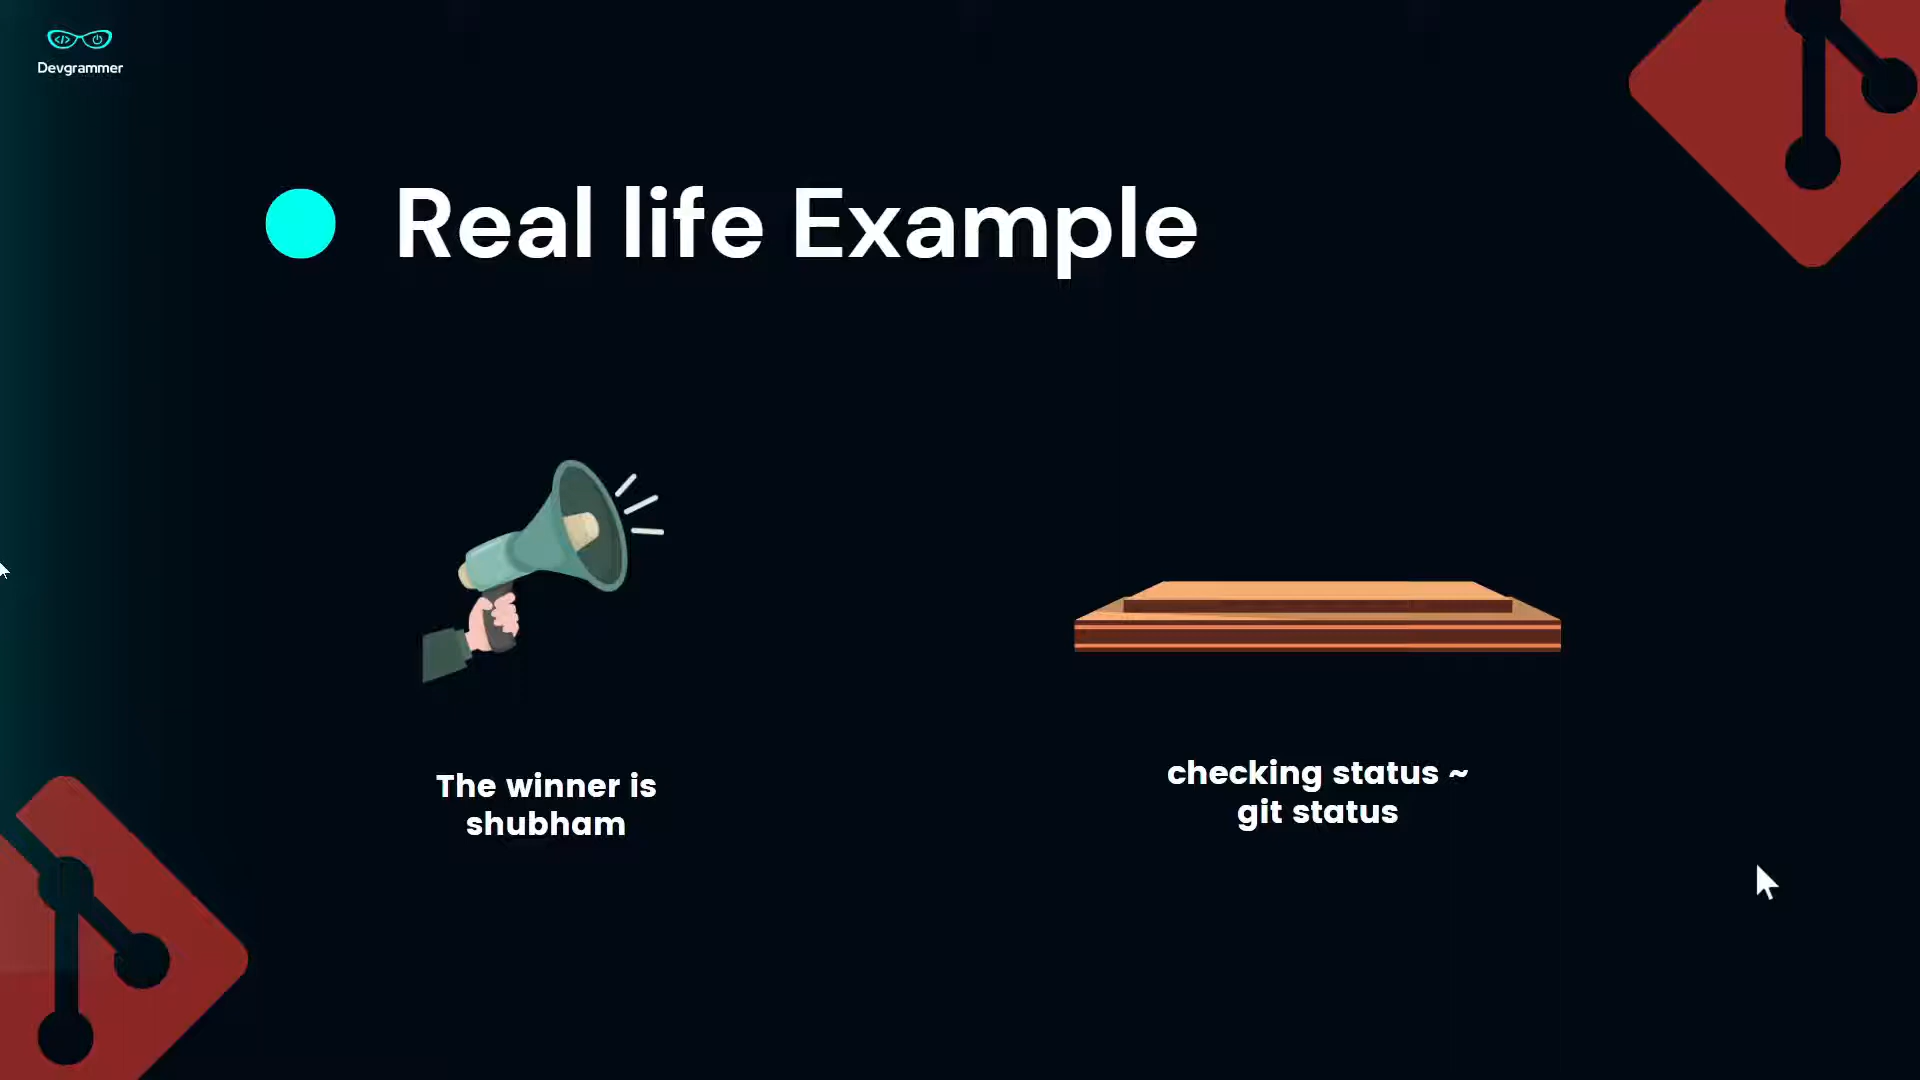 Devgrammer
Real life Example
The winner is
shubham
checking status ~
git status